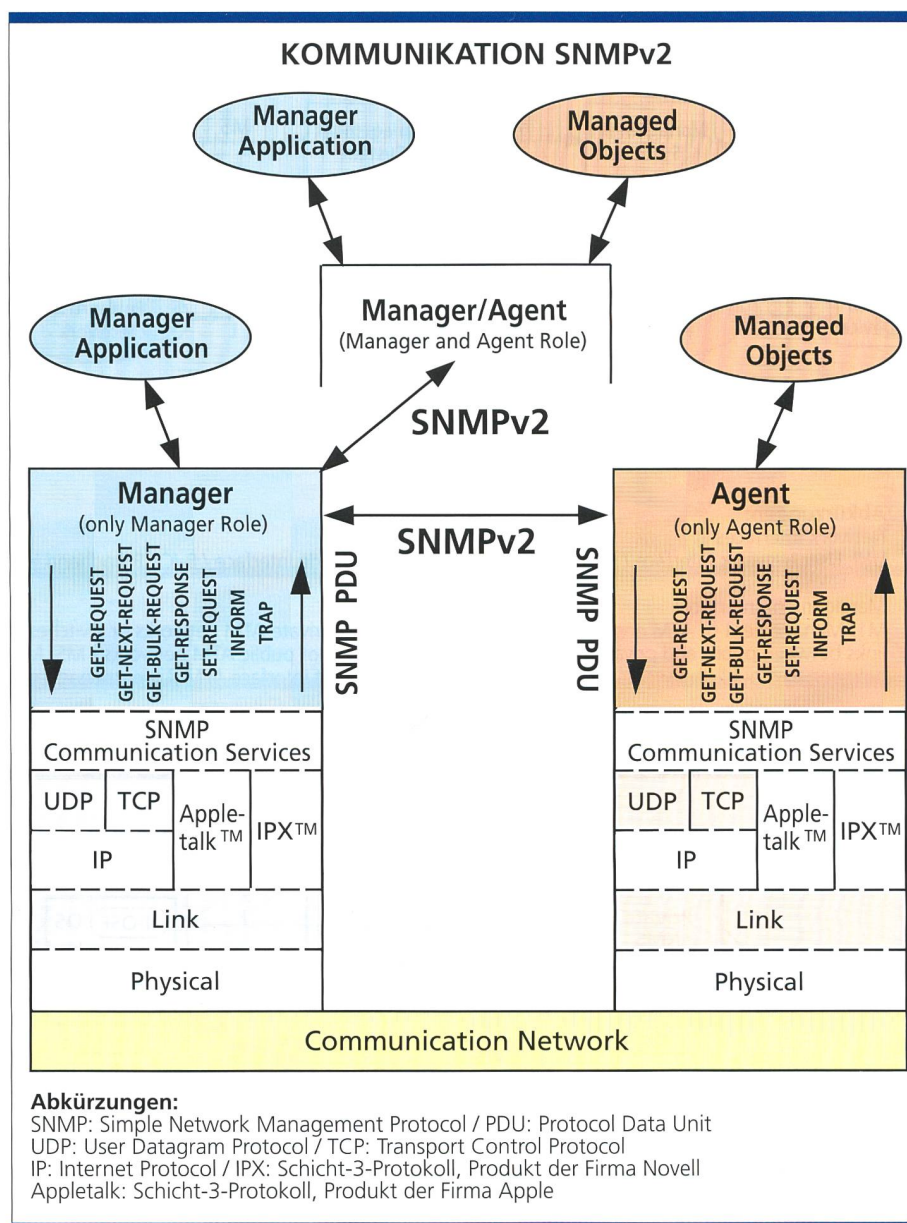 KOMMUNIKATION SNMPv2
Manager
Application
Managed
Objects
Manager/Agent
(Manager and Agent Role)
Manager
Application
Managed
Objects
SNMPv2
Manager
(only Manager Role)
SNMPv2
Agent
(only Agent Role)
GET-REQUEST
GET-NEXT-REQUEST
GET-BULK-REQUEST
GET-RESPONSE
SET-REQUEST
INFORM
TRAP
SNMP PDU
SNMP PDU
GET-REQUEST
GET-NEXT-REQUEST
GET-BULK-REQUEST
GET-RESPONSE
SET-REQUEST
INFORM
TRAP
SNMP
Communication Services
UDP
TCP
Apple-
talk™
IPX™
IP
Link
Physical
SNMP
Communication Services
UDP
TCP
Apple-
talk™
IPX™
IP
Link
Physical
Communication Network
Abkürzungen:
SNMP: Simple Network Management Protocol / PDU: Protocol Data Unit
UDP: User Datagram Protocol / TCP: Transport Control Protocol
IP: Internet Protocol / IPX: Schicht-3-Protokoll, Produkt der Firma Novell
Appletalk: Schicht-3-Protokoll, Produkt der Firma Apple